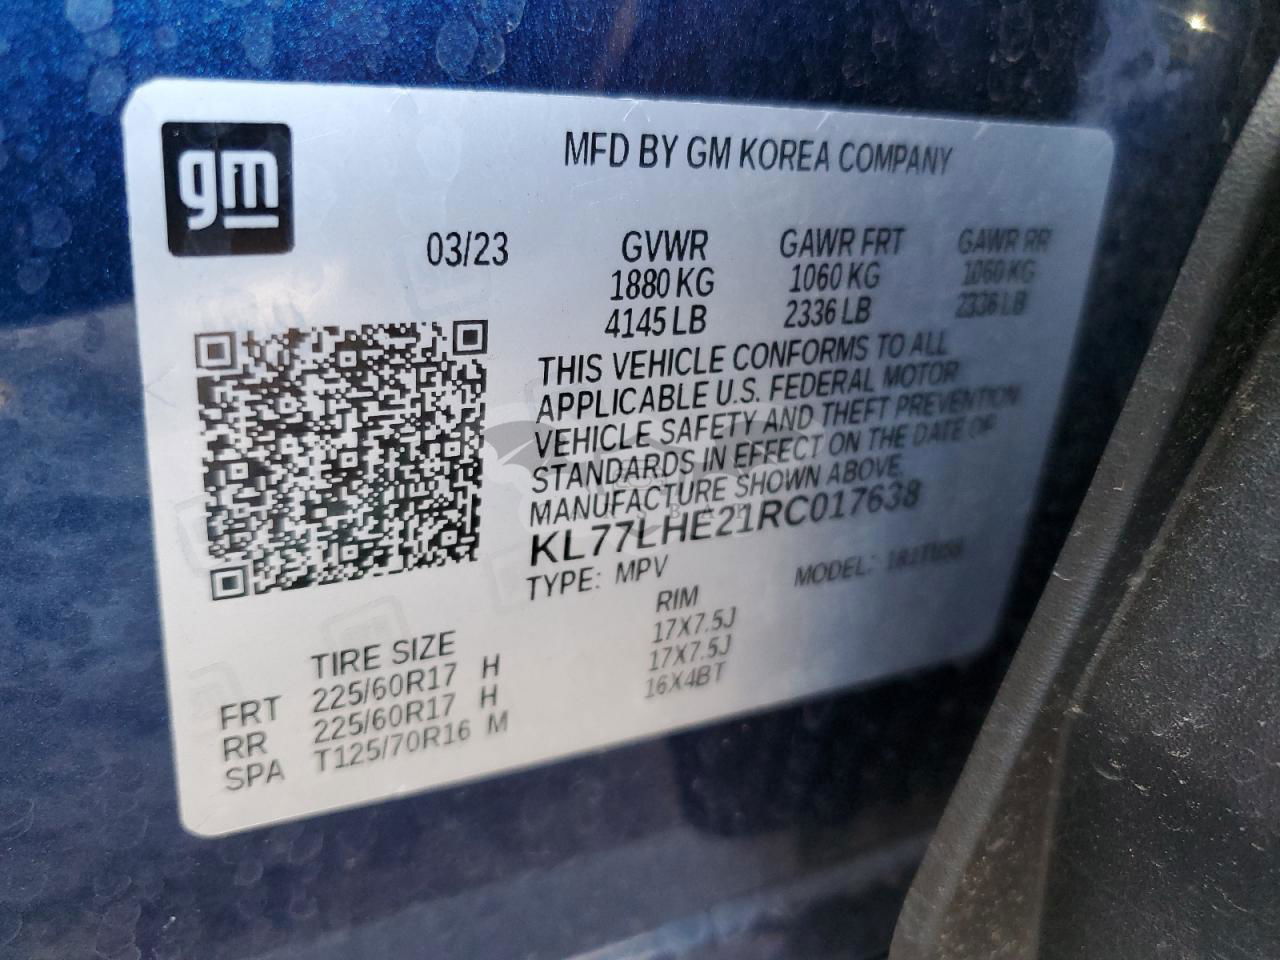 gm
MFD BY GM KOREA COMPANY
03/23 GVWR GAWR FRT GAWR RR
1880 KG 1060 KG 1060 KG
4145 LB 2336 LB 2336 LB
THIS VEHICLE CONFORMS TO ALL
APPLICABLE U.S. FEDERAL MOTOR
VEHICLE SAFETY AND THEFT PREVENTION
STANDARDS IN EFFECT ON THE DATE OF
MANUFACTURE SHOWN ABOVE.
KL77LHE21RC017638
TYPE: MPV MODEL:
TIRE SIZE RIM
FRT 225/60R17 H 17X7.5J
RR 225/60R17 H 17X7.5J
SPA T125/70R16 M 16X4BT